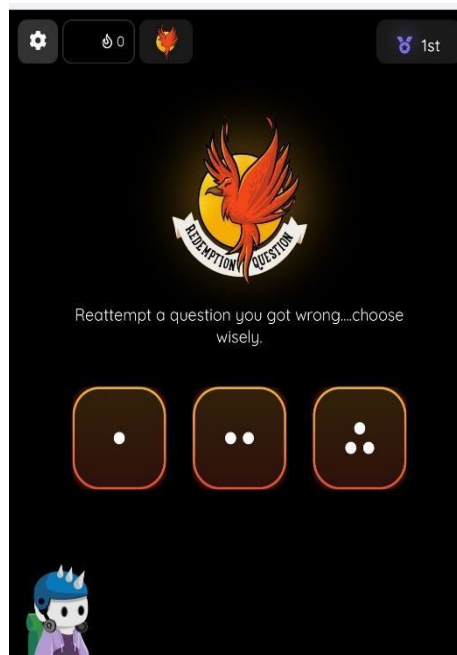 0
1st
REDEMPTION QUESTION
Reattempt a question you got wrong....choose
wisely.